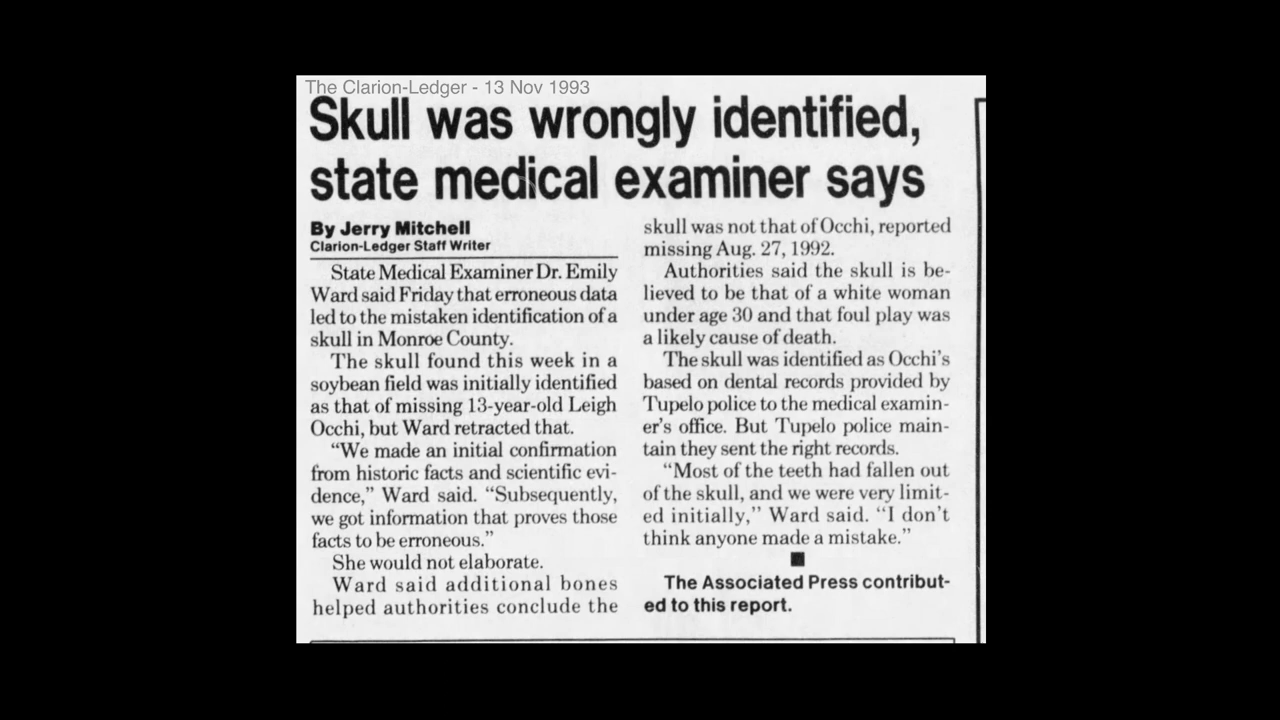 The Clarion-Ledger - 13 Nov 1993
Skull was wrongly identified,
state medical examiner says
By Jerry Mitchell
Clarion-Ledger Staff Writer
State Medical Examiner Dr. Emily
Ward said Friday that erroneous data
led to the mistaken identification of a
skull in Monroe County.
The skull found this week in a
soybean field was initially identified
as that of missing 13-year-old Leigh
Occhi, but Ward retracted that.
“We made an initial confirmation
from historic facts and scientific evi-
dence,” Ward said. “Subsequently,
we got information that proves those
facts to be erroneous.”
She would not elaborate.
Ward said additional bones
helped authorities conclude the
skull was not that of Occhi, reported
missing Aug. 27, 1992.
Authorities said the skull is be-
lieved to be that of a white woman
under age 30 and that foul play was
a likely cause of death.
The skull was identified as Occhi’s
based on dental records provided by
Tupelo police to the medical examin-
er’s office. But Tupelo police main-
tain they sent the right records.
“Most of the teeth had fallen out
of the skull, and we were very limit-
ed initially,” Ward said. “I don’t
think anyone made a mistake.”
The Associated Press contribut-
ed to this report.